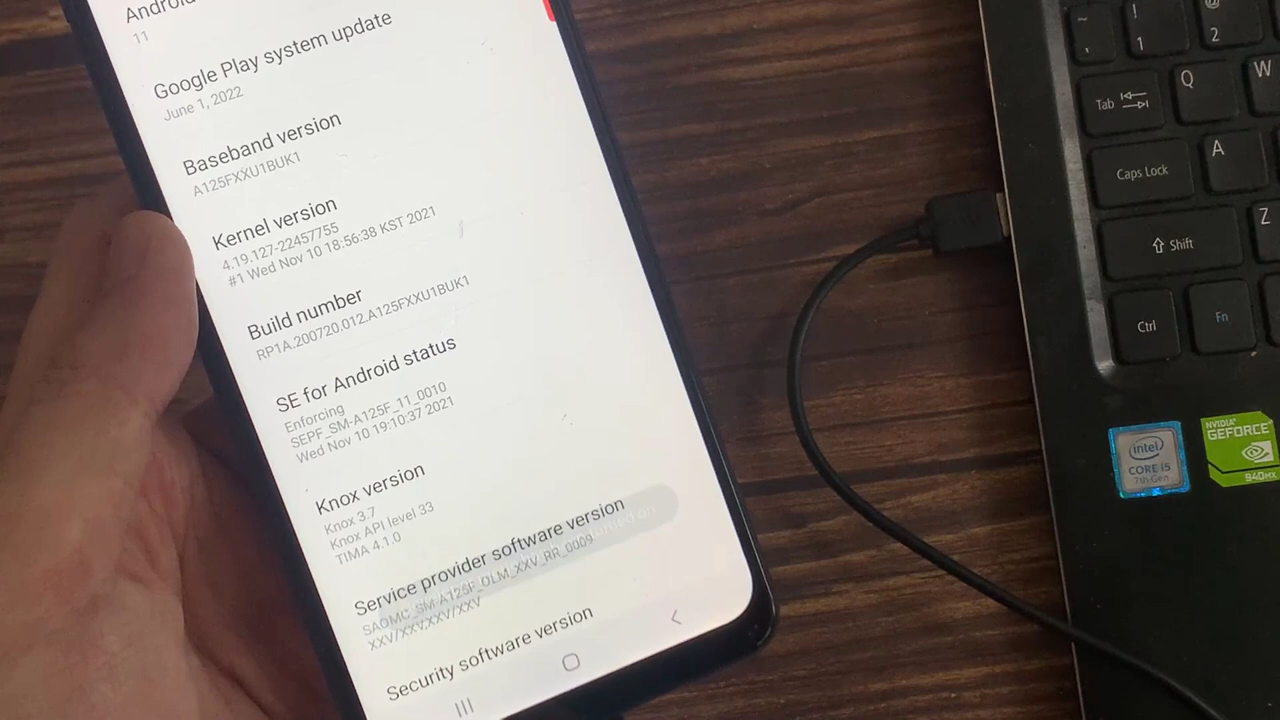 Android
11
Google Play system update
June 1, 2022
Baseband version
A125FXXU1BUK1
Kernel version
4.19.127-22457755
#1 Wed Nov 10 18:56:38 KST 2021
Build number
RP1A.200720.012.A125FXXU1BUK1
SE for Android status
Enforcing
SEPF_SM-A125F_11_0010
Wed Nov 10 19:10:37 2021
Knox version
Knox 3.7
Knox API level 33
TIMA 4.1.0
Service provider software version
turned on
SAOMC_SM-A125F_OLM_XXV_RR_0009
XXV/XXV,XXV/XXV
Security software version
~ `
! 1
@ 2
Tab
Q
W
Caps Lock
A
Shift
Z
Ctrl
Fn
intel
CORE i5
7th Gen
NVIDIA
GEFORCE
940MX